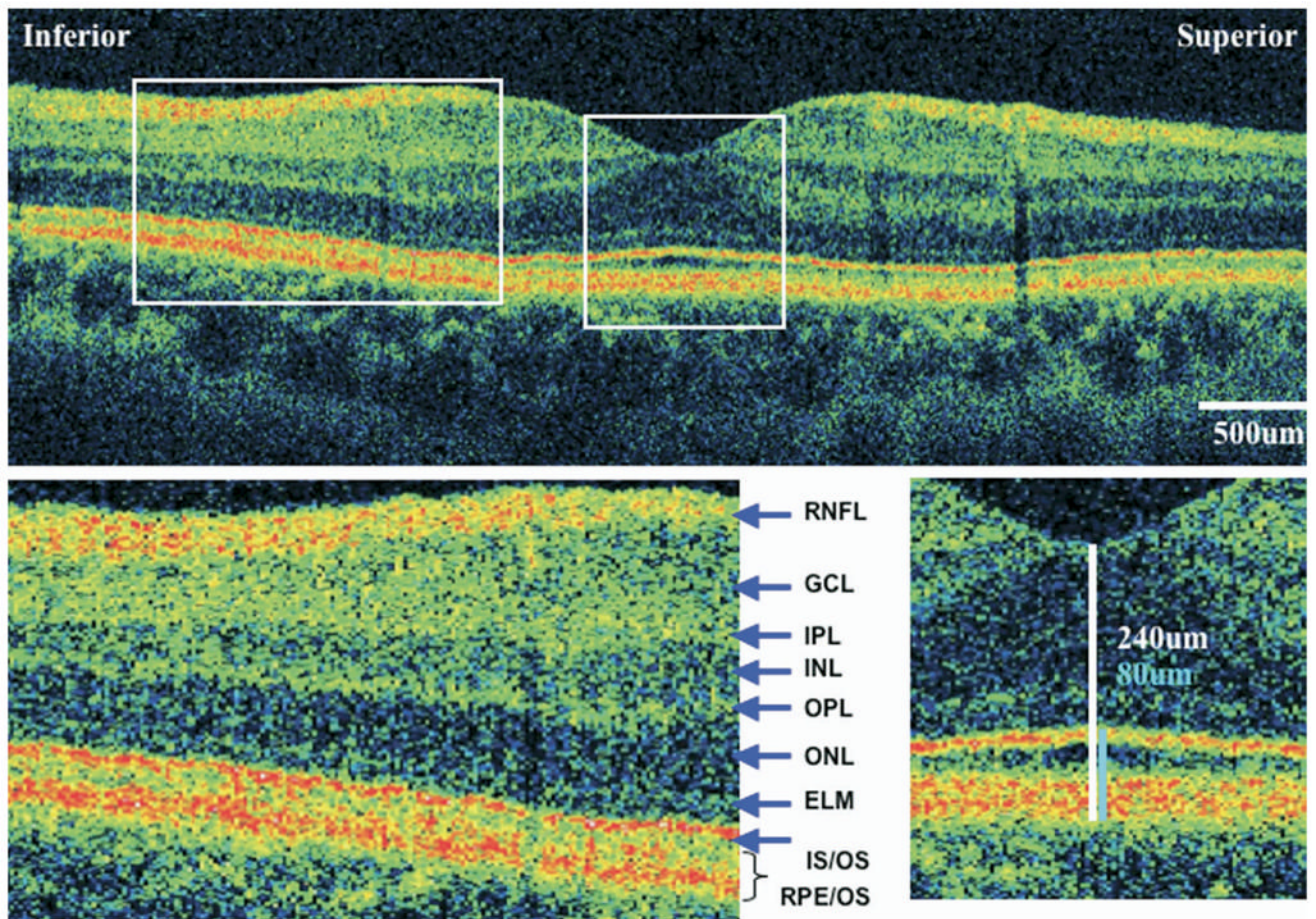 Inferior
Superior
500um
RNFL
GCL
IPL
INL
OPL
ONL
ELM
IS/OS
RPE/OS
240um
80um